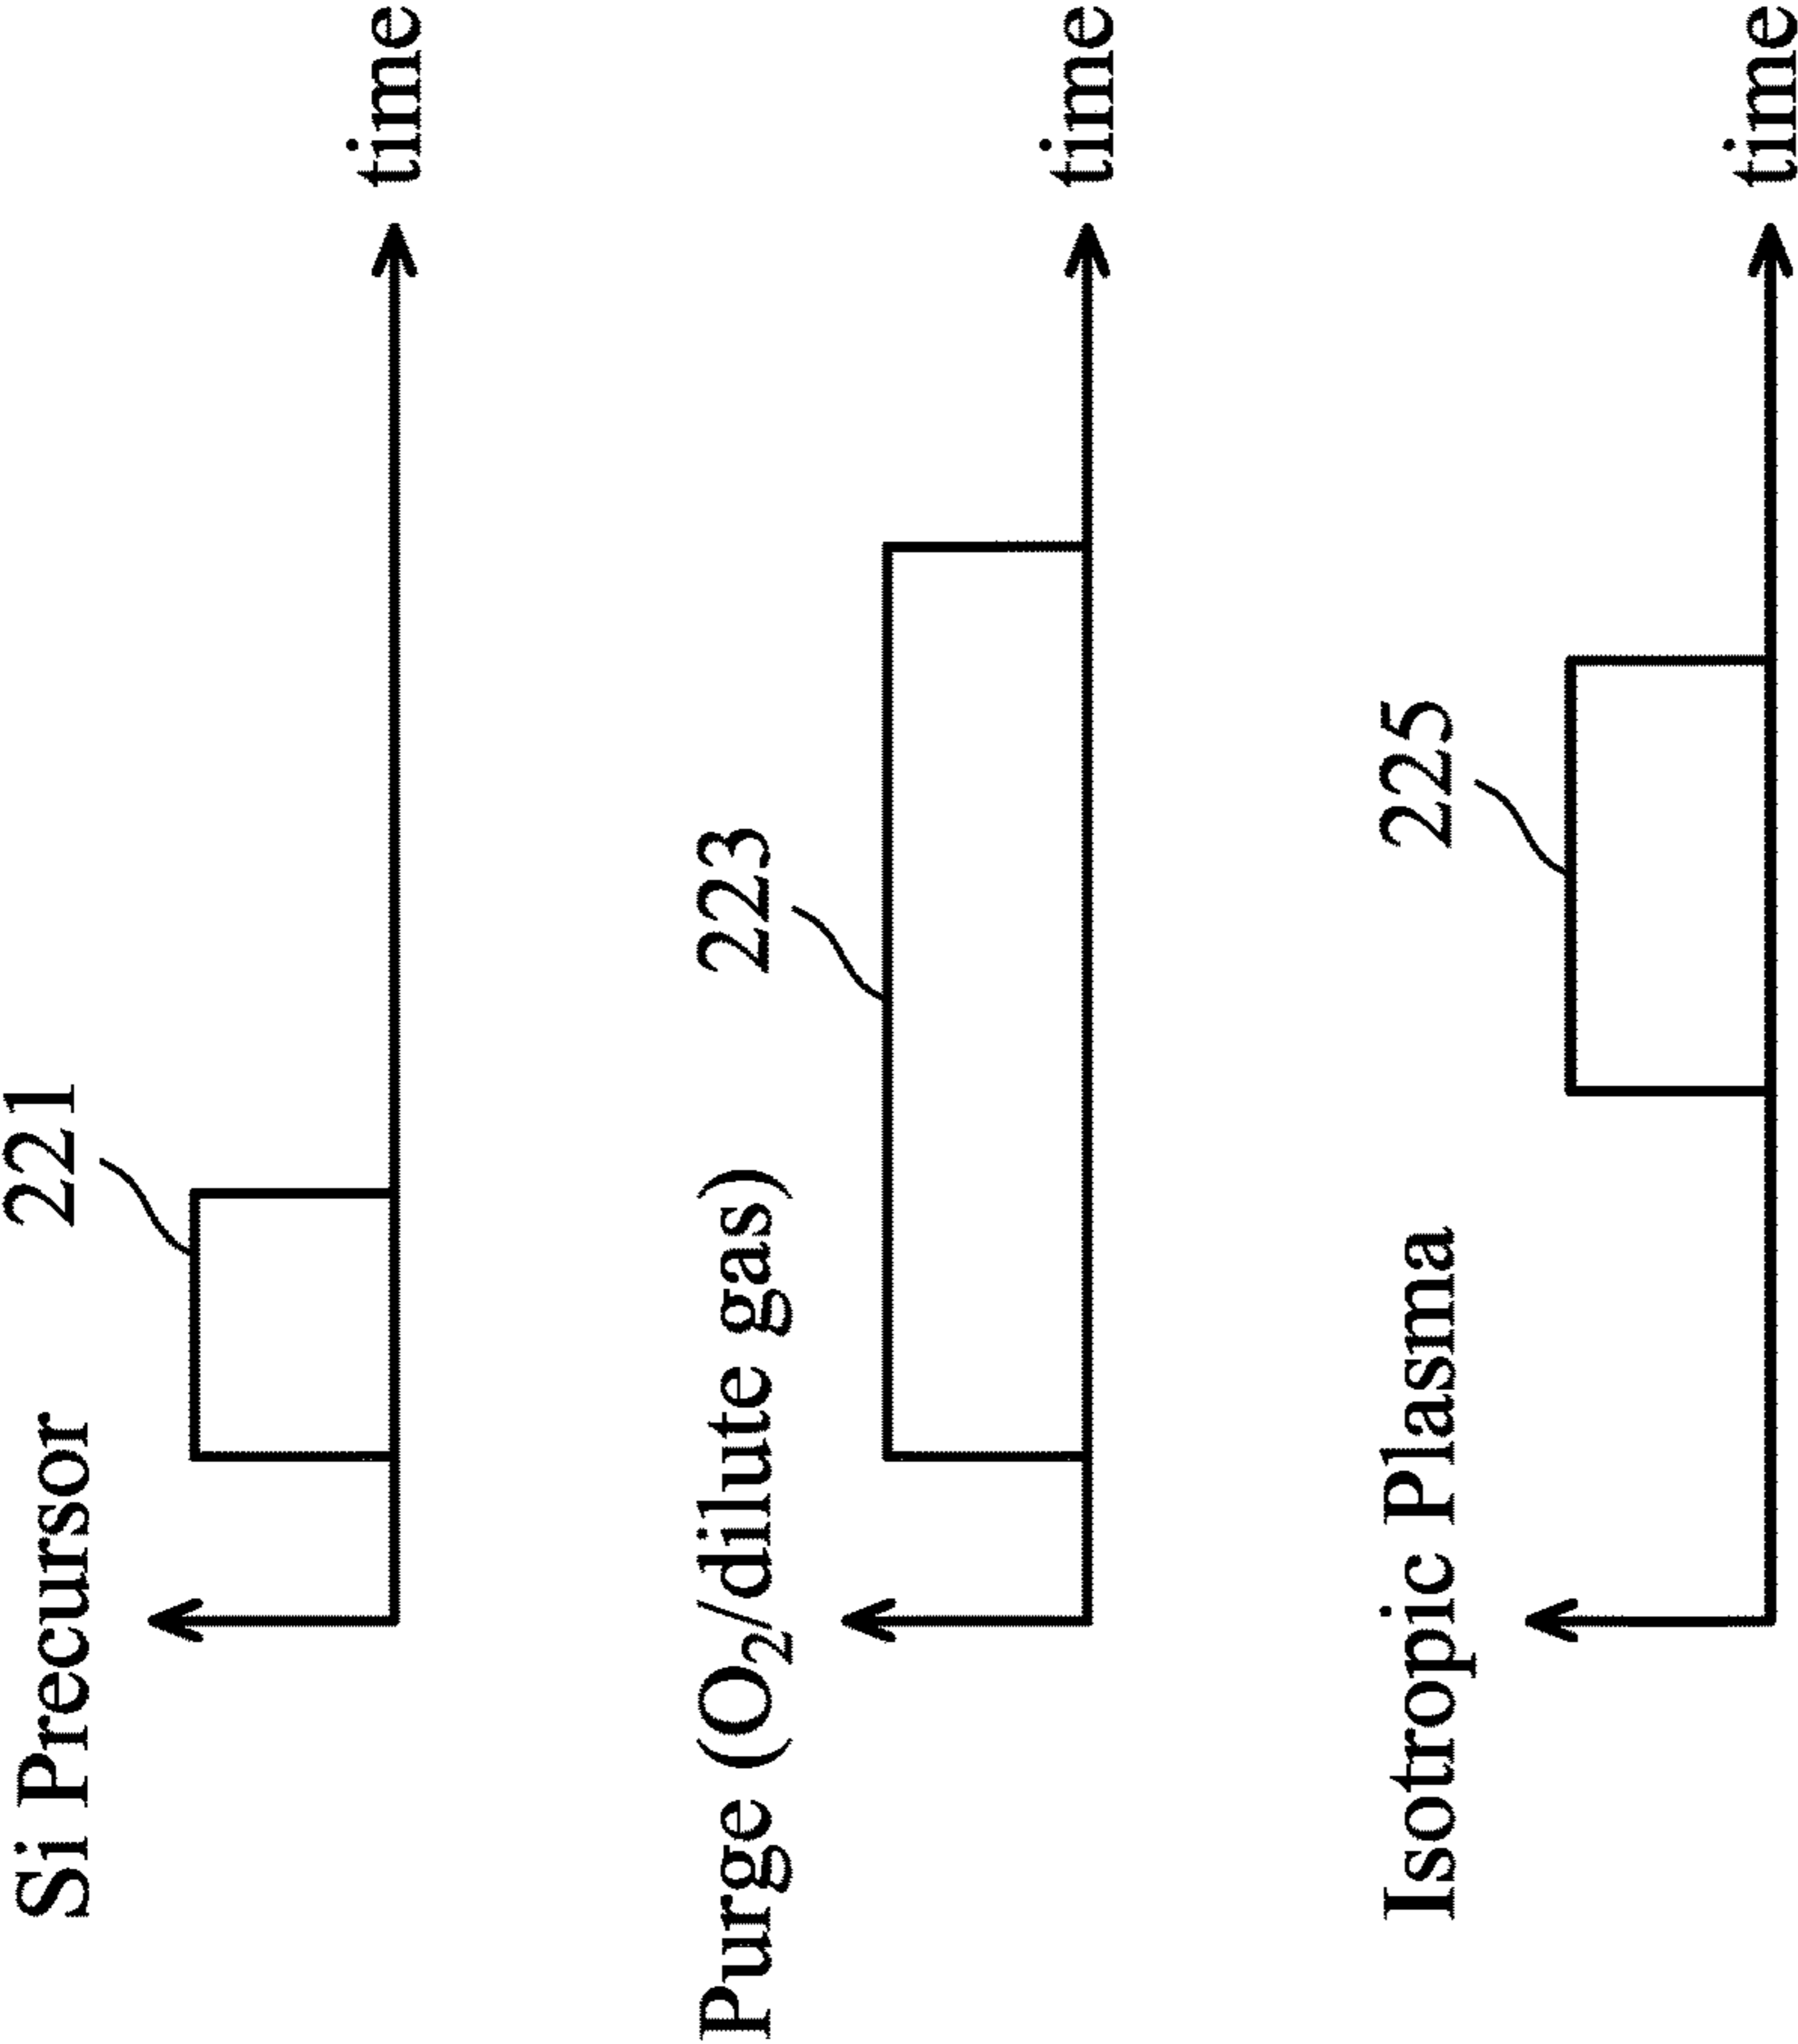 Si Precursor
221
time
Purge (O₂/dilute gas)
223
time
Isotropic Plasma
225
time